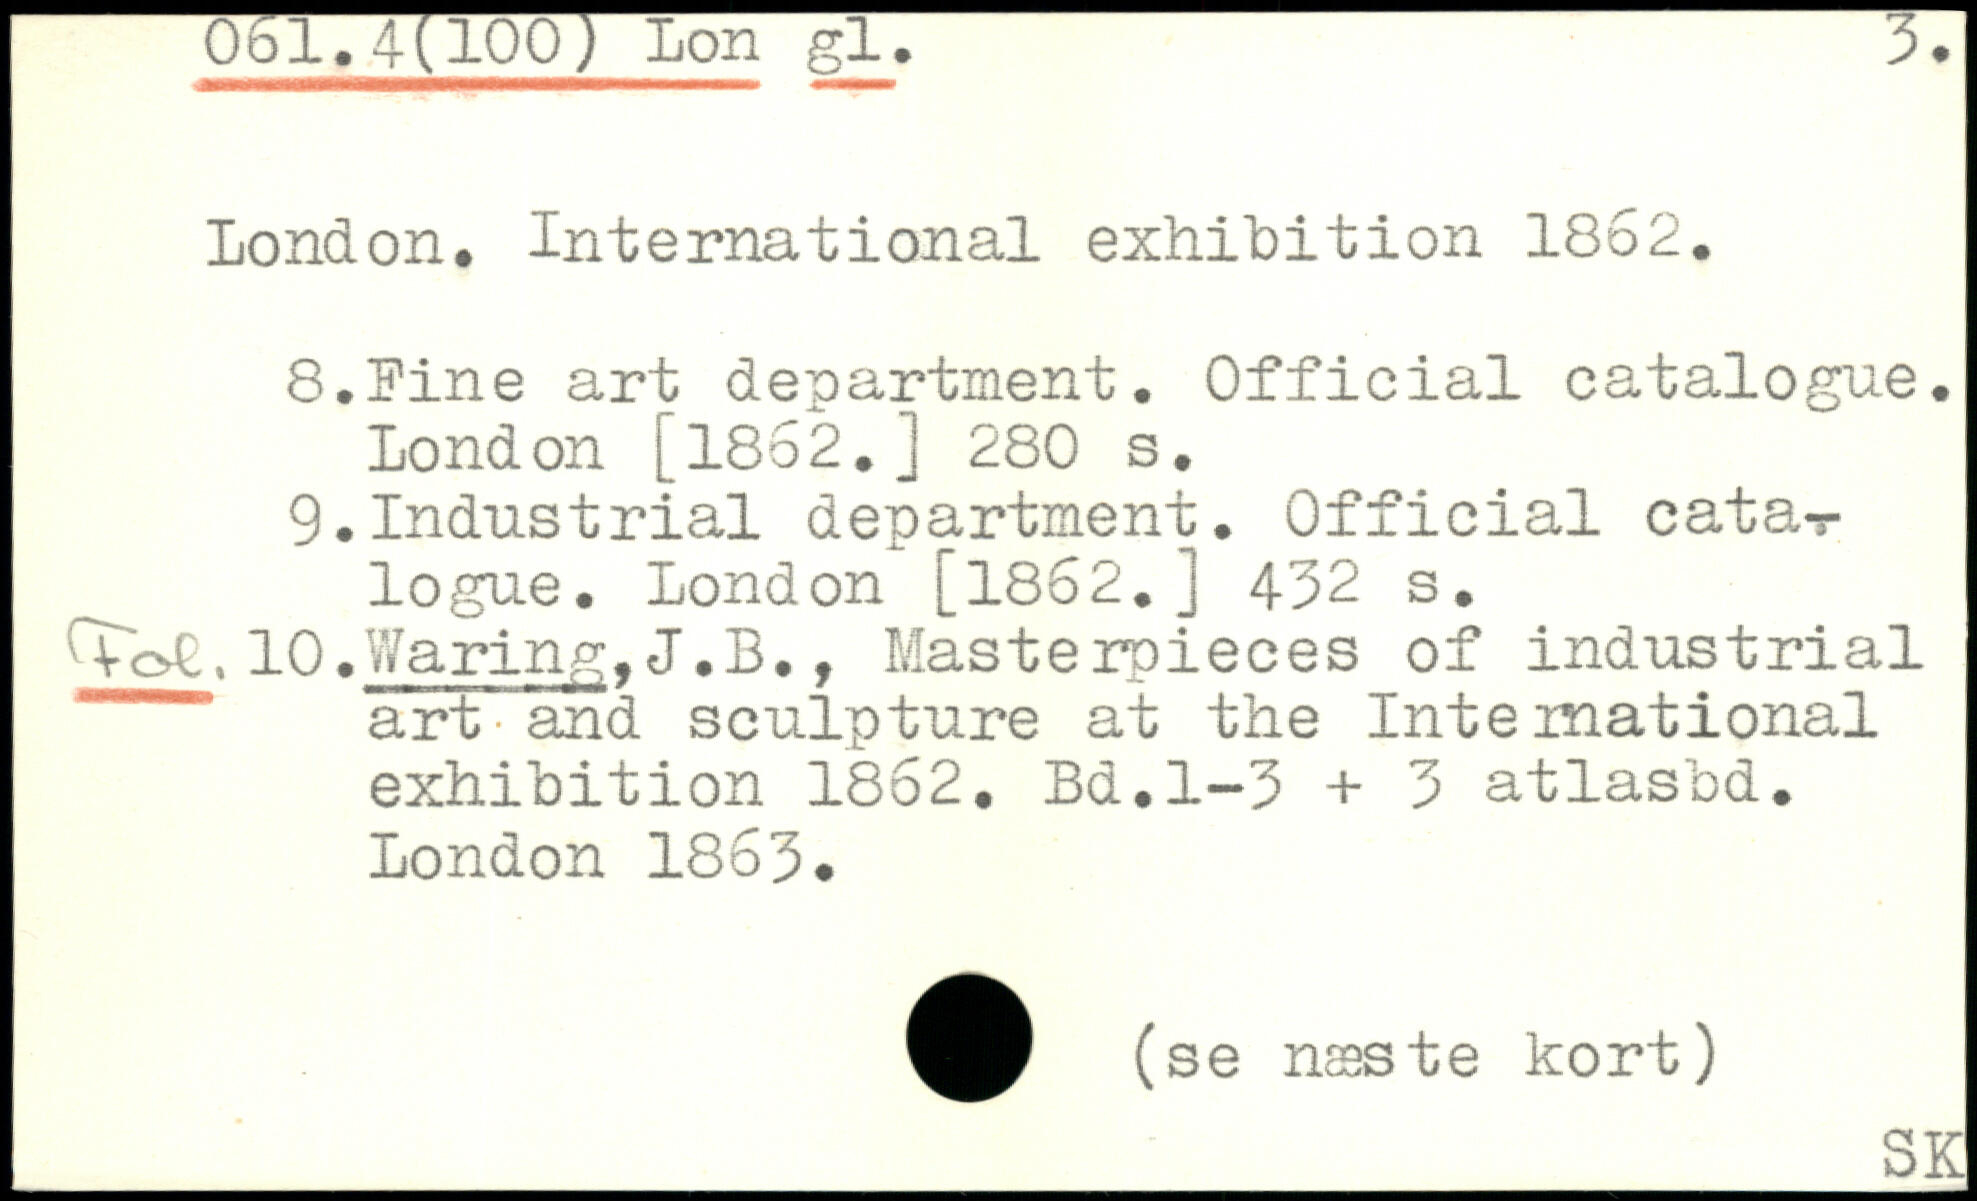 061.4(100) Lon gl. 3.
London. International exhibition 1862.
8.Fine art department. Official catalogue.
London [1862.] 280 s.
9.Industrial department. Official cata-
logue. London [1862.] 432 s.
Fol. 10.Waring,J.B., Masterpieces of industrial
art and sculpture at the International
exhibition 1862. Bd.1-3 + 3 atlasbd.
London 1863.
(se næste kort)
SK